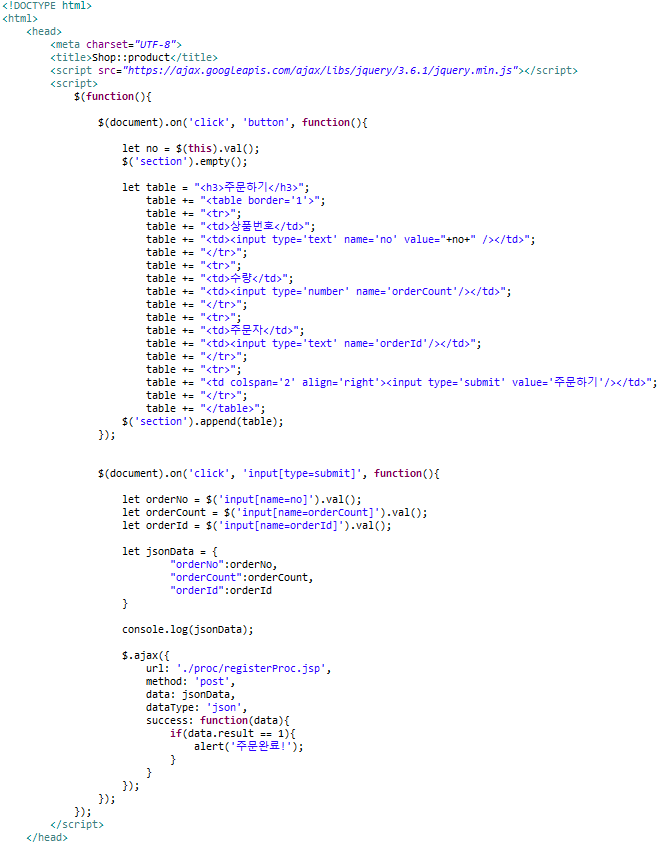 <!DOCTYPE html>
<html>
    <head>
        <meta charset="UTF-8">
        <title>Shop::product</title>
        <script src="https://ajax.googleapis.com/ajax/libs/jquery/3.6.1/jquery.min.js"></script>
        <script>
            $(function(){

                $(document).on('click', 'button', function(){

                    let no = $(this).val();
                    $('section').empty();

                    let table = "<h3>주문하기</h3>";
                        table += "<table border='1'>";
                        table += "<tr>";
                        table += "<td>상품번호</td>";
                        table += "<td><input type='text' name='no' value="+no+" /></td>";
                        table += "</tr>";
                        table += "<tr>";
                        table += "<td>수량</td>";
                        table += "<td><input type='number' name='orderCount'/></td>";
                        table += "</tr>";
                        table += "<tr>";
                        table += "<td>주문자</td>";
                        table += "<td><input type='text' name='orderId'/></td>";
                        table += "</tr>";
                        table += "<tr>";
                        table += "<td colspan='2' align='right'><input type='submit' value='주문하기'/></td>";
                        table += "</tr>";
                        table += "</table>";
                    $('section').append(table);
                });


                $(document).on('click', 'input[type=submit]', function(){

                    let orderNo = $('input[name=no]').val();
                    let orderCount = $('input[name=orderCount]').val();
                    let orderId = $('input[name=orderId]').val();

                    let jsonData = {
                            "orderNo":orderNo,
                            "orderCount":orderCount,
                            "orderId":orderId
                    }

                    console.log(jsonData);

                    $.ajax({
                        url: './proc/registerProc.jsp',
                        method: 'post',
                        data: jsonData,
                        dataType: 'json',
                        success: function(data){
                            if(data.result == 1){
                                alert('주문완료!');
                            }
                        }
                    });
                });
            });
        </script>
    </head>